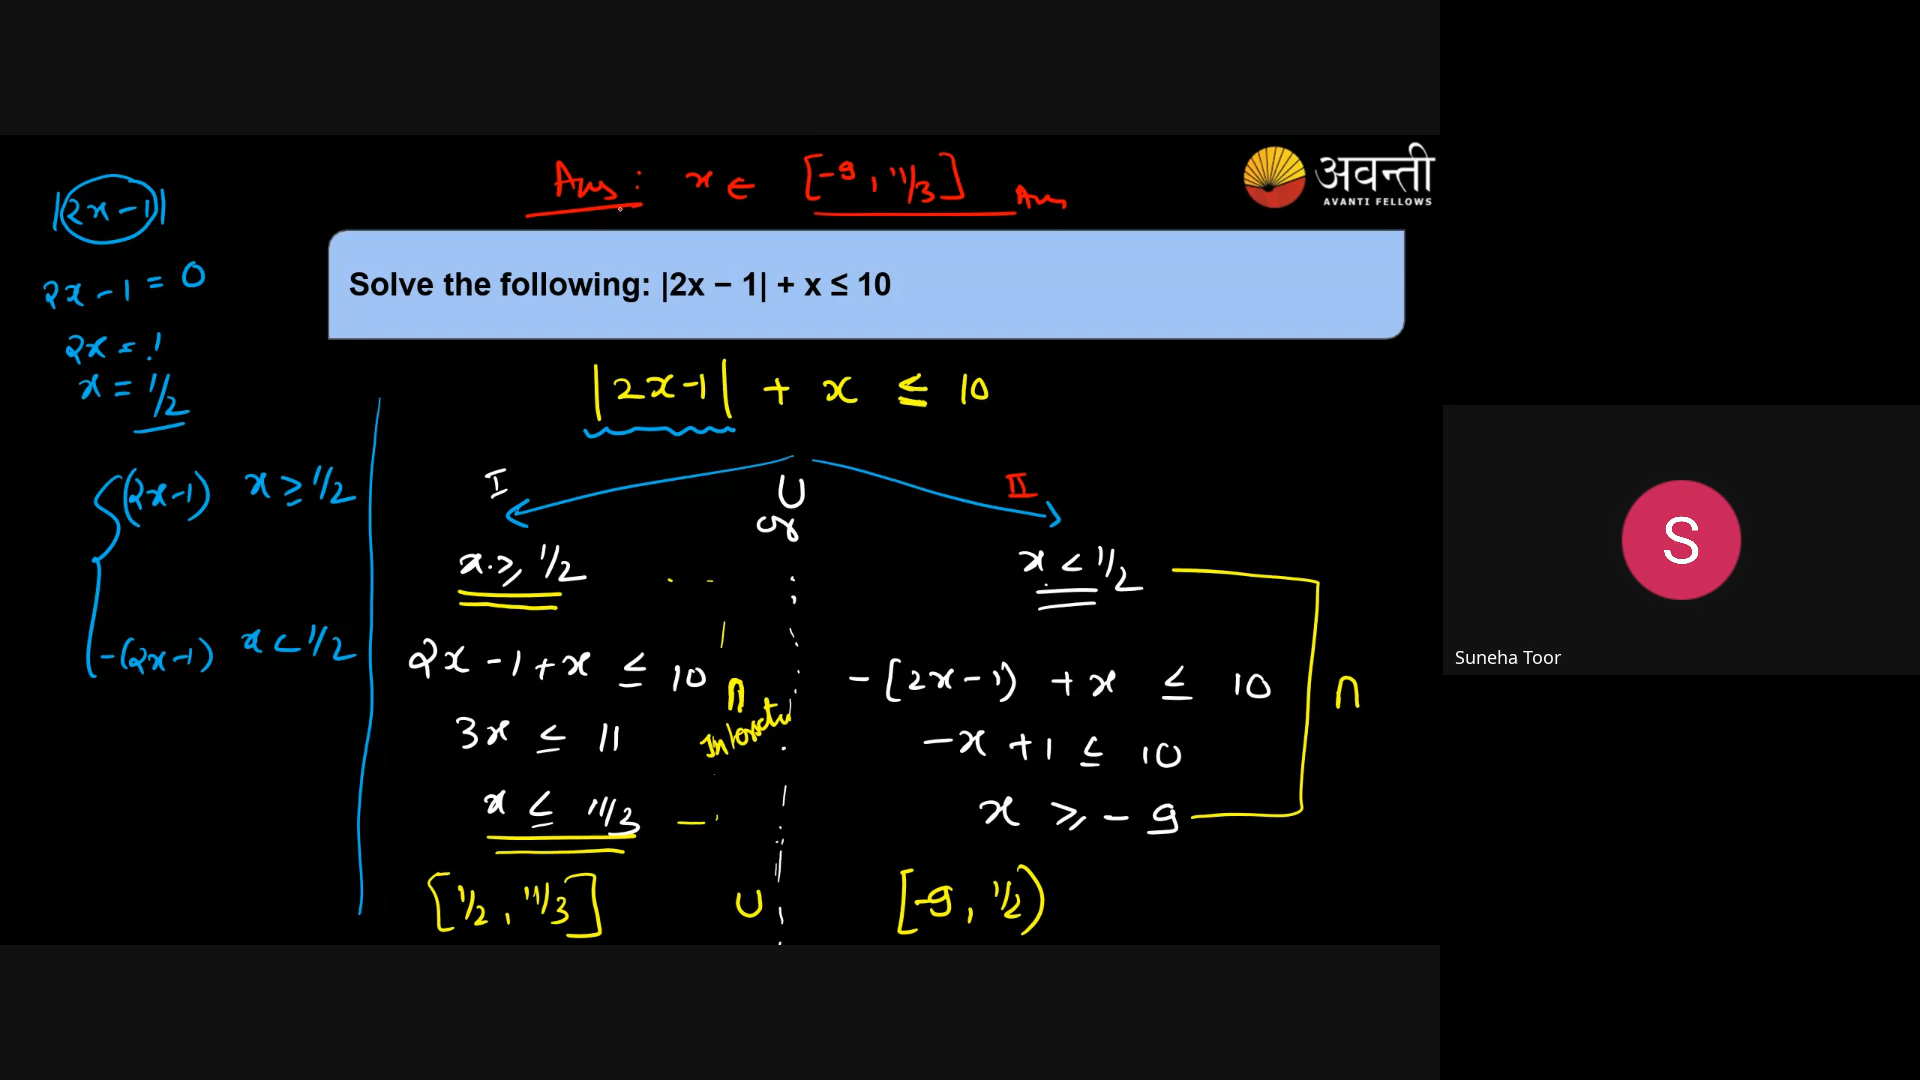 Ans : x ∈ [-9, 11/3] Ans
अवन्ती
AVANTI FELLOWS
Solve the following: |2x − 1| + x ≤ 10
|2x-1|
2x - 1 = 0
2x = 1
x = 1/2
(2x-1) x ≥ 1/2
-(2x-1) x < 1/2
|2x-1| + x ≤ 10
I U II
or
x ≥ 1/2
2x - 1 + x ≤ 10
3x ≤ 11
x ≤ 11/3
∩
[1/2, 11/3] U [-9, 1/2)
x < 1/2
-[2x-1) + x ≤ 10
-x + 1 ≤ 10
x ≥ -9
∩
S
Suneha Toor